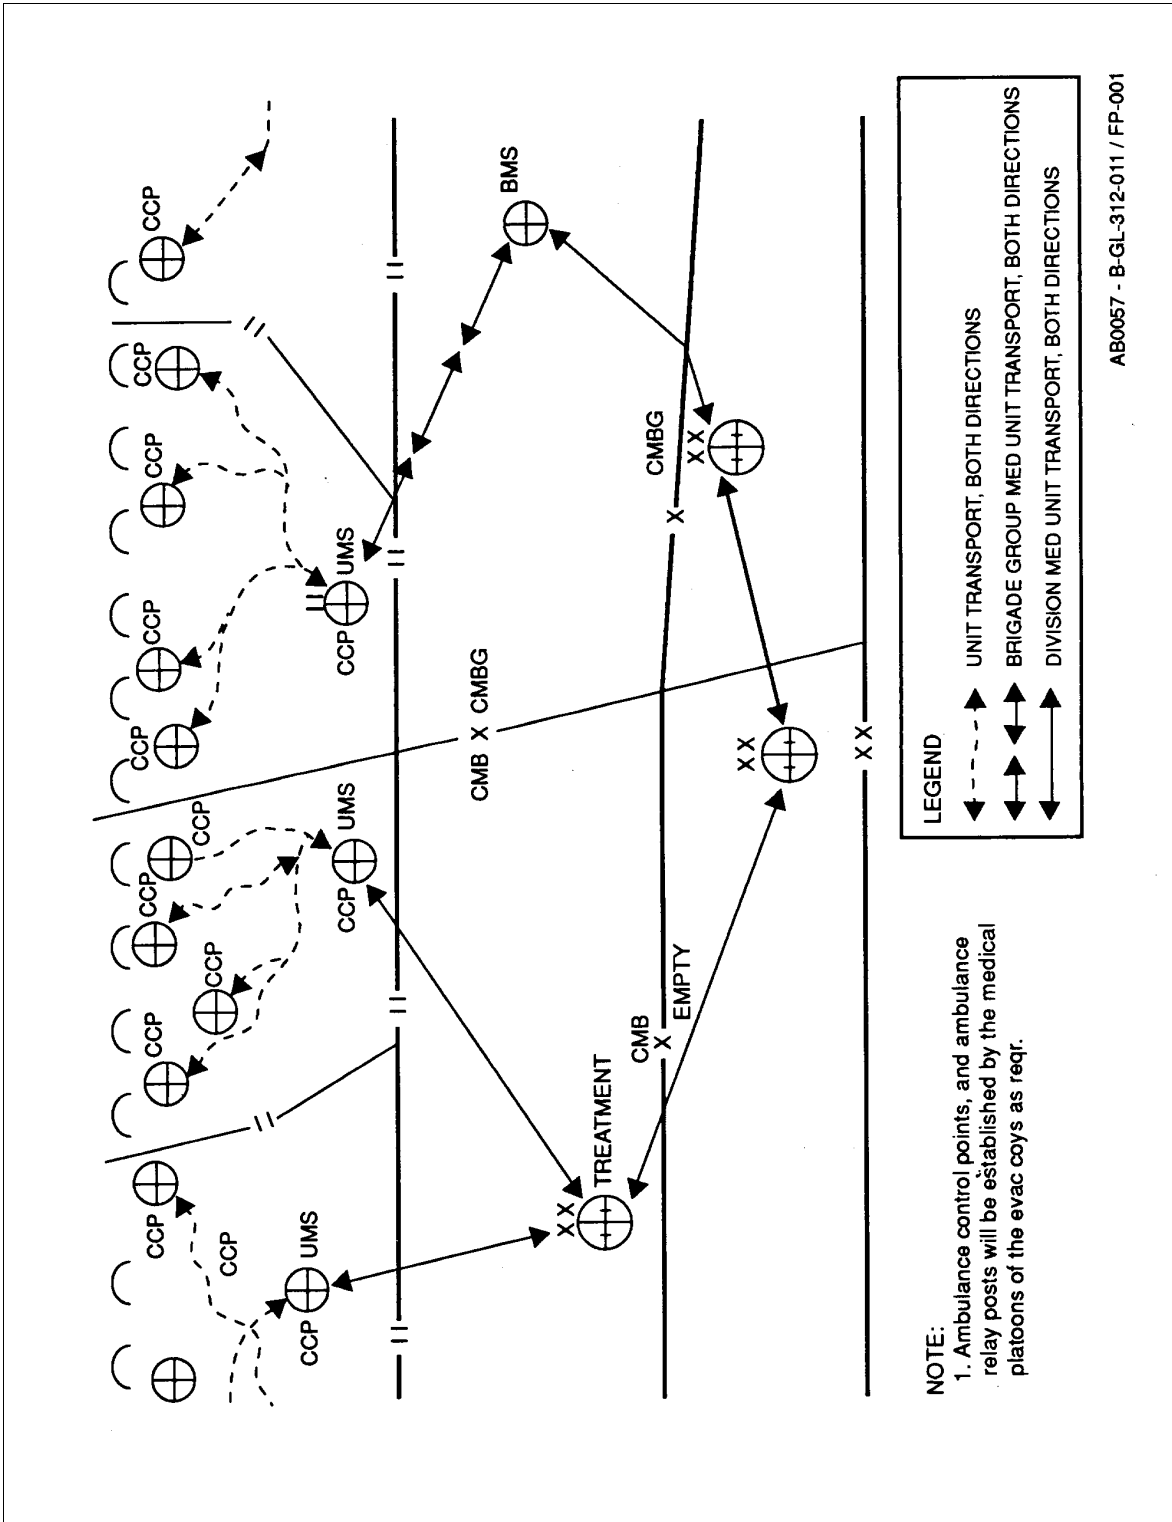 CCP
CCP
CCP
CCP
CCP
CCP
CCP
CCP
CCP
CCP
CCP
CCP UMS
CCP UMS
CCP UMS
CMB X CMBG
BMS
X X
TREATMENT
CMB
X
EMPTY
CMBG
X
X X
X X
X X
LEGEND
UNIT TRANSPORT, BOTH DIRECTIONS
BRIGADE GROUP MED UNIT TRANSPORT, BOTH DIRECTIONS
DIVISION MED UNIT TRANSPORT, BOTH DIRECTIONS
NOTE:
1. Ambulance control points, and ambulance
relay posts will be established by the medical
platoons of the evac coys as reqr.
AB0057 - B-GL-312-011 / FP-001